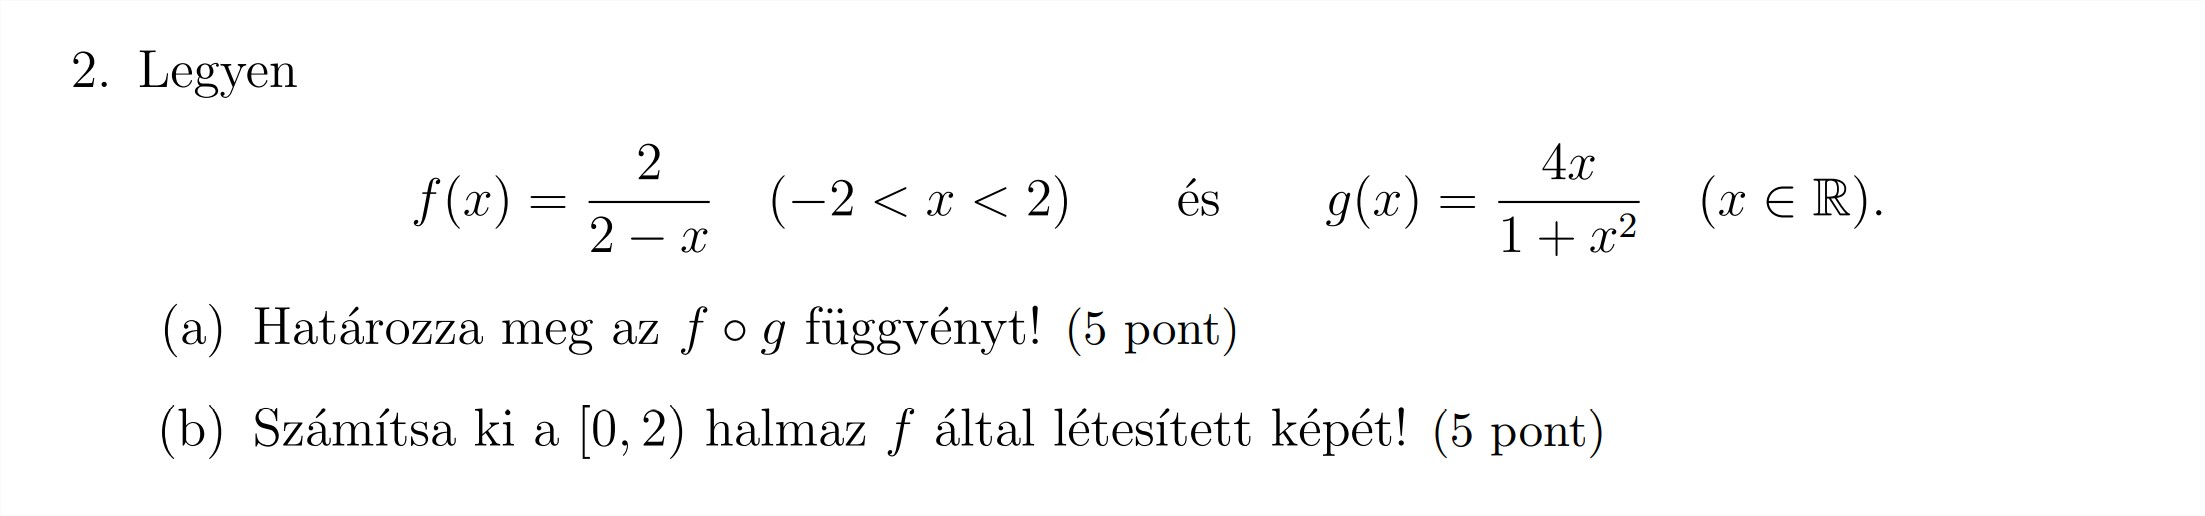 2. Legyen
f(x) = 2/(2 − x) (−2 < x < 2) és g(x) = 4x/(1 + x²) (x ∈ ℝ).
(a) Határozza meg az f ∘ g függvényt! (5 pont)
(b) Számítsa ki a [0, 2) halmaz f által létesített képét! (5 pont)